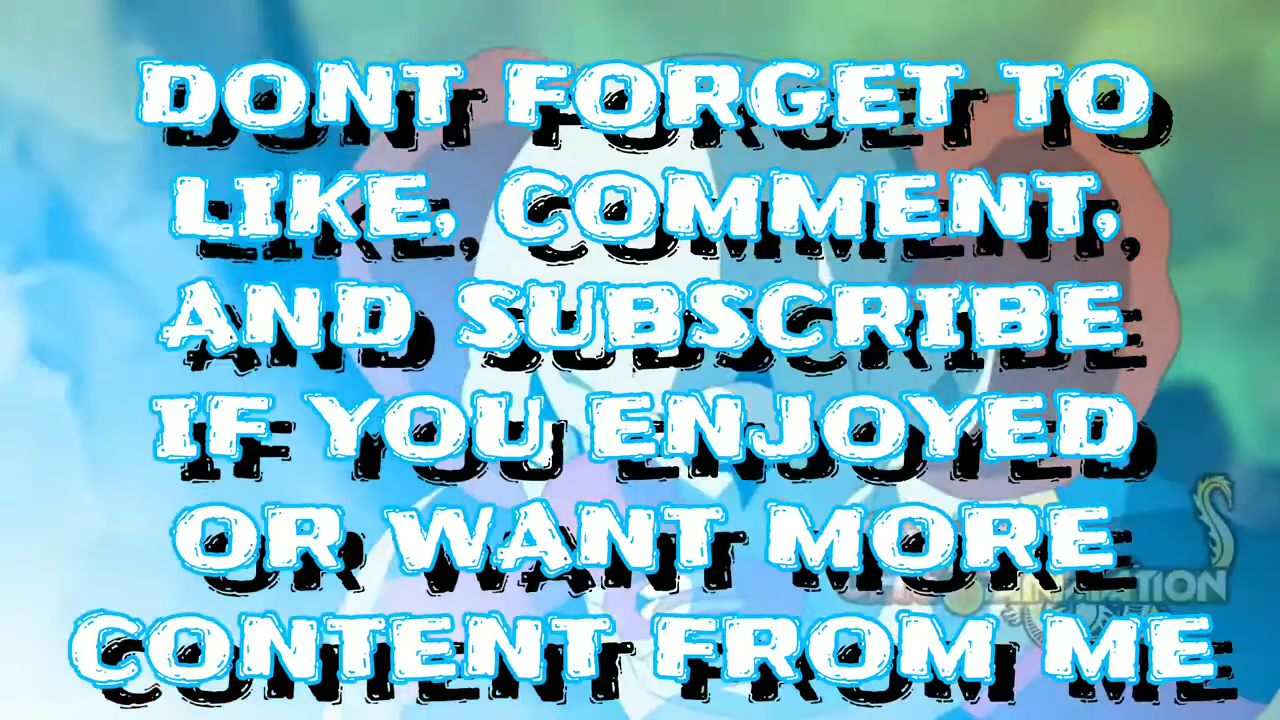 DONT FORGET TO
LIKE, COMMENT,
AND SUBSCRIBE
IF YOU ENJOYED
OR WANT MORE
CONTENT FROM ME